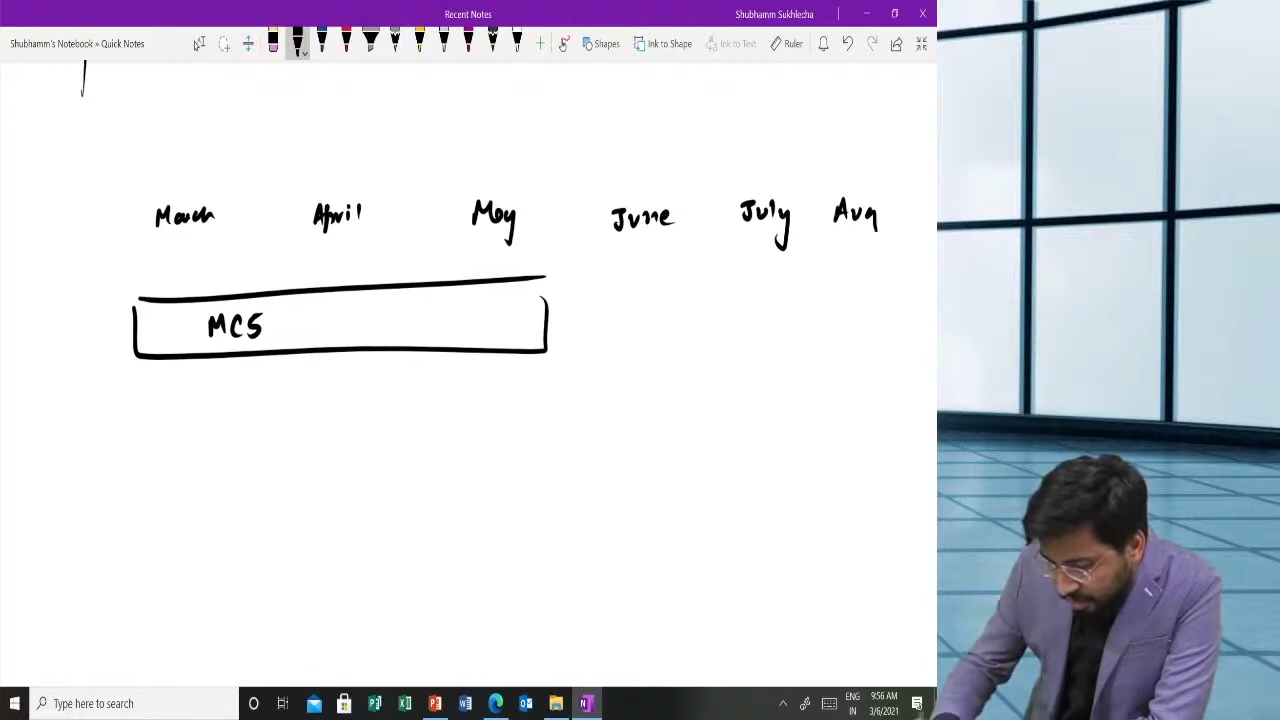 Recent Notes
Shubhamm Sukhlecha
Shubhamm's Notebook » Quick Notes
Shapes
Ink to Shape
Ink to Text
Ruler
March April May June July Aug
MCS
Type here to search
ENG
IN
9:56 AM
3/6/2021